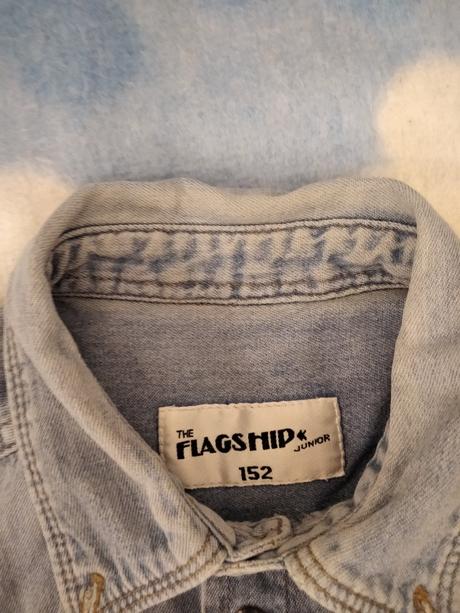 THE
FLAGSHIP
JUNIOR
152